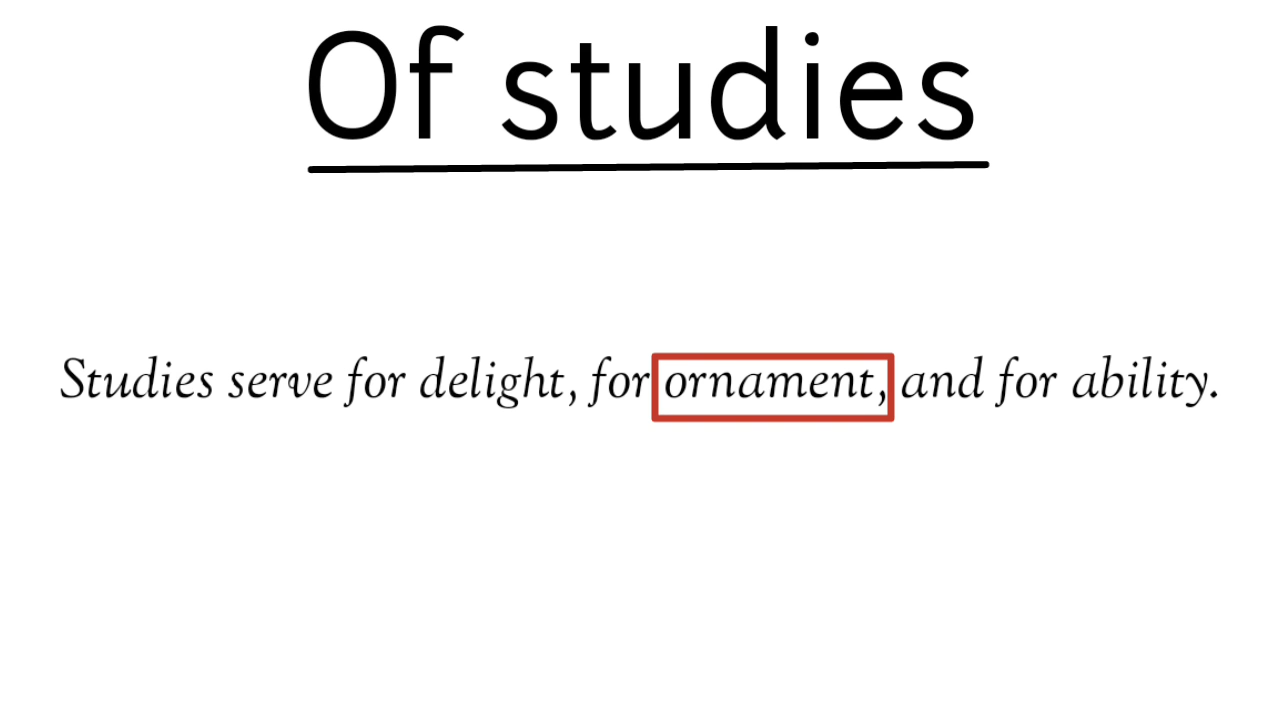 Of studies
Studies serve for delight, for ornament, and for ability.